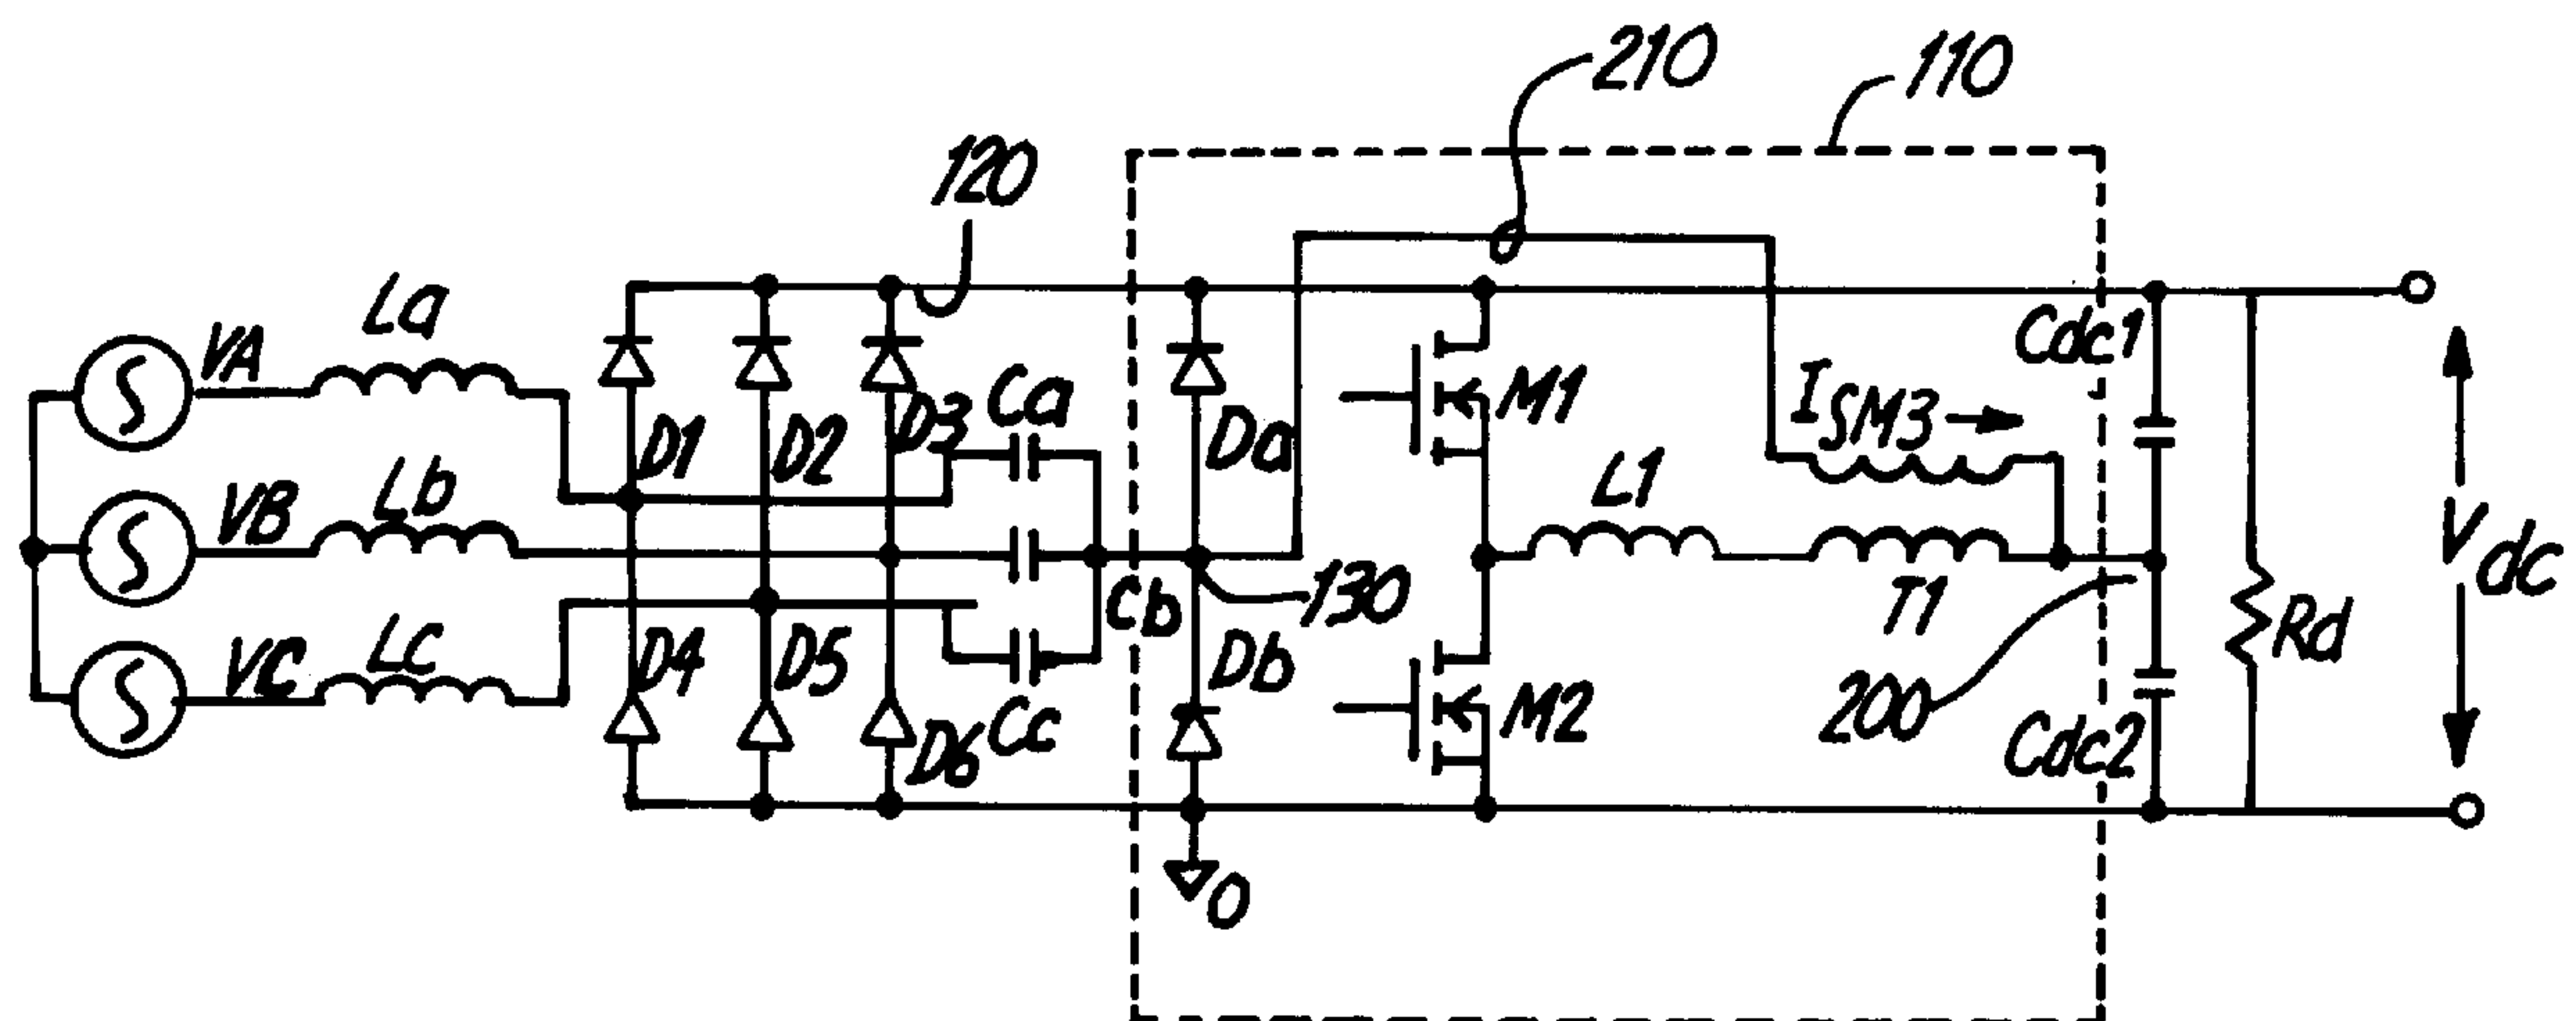 210
110
120
La
VA
Cdc1
Ca
M1
I SM3
D3
Da
D1
D2
Lb
L1
VB
Vdc
130
Cb
T1
Rd
Lc
D4
D5
Db
VC
200
M2
Cc
D6
Cdc2
0